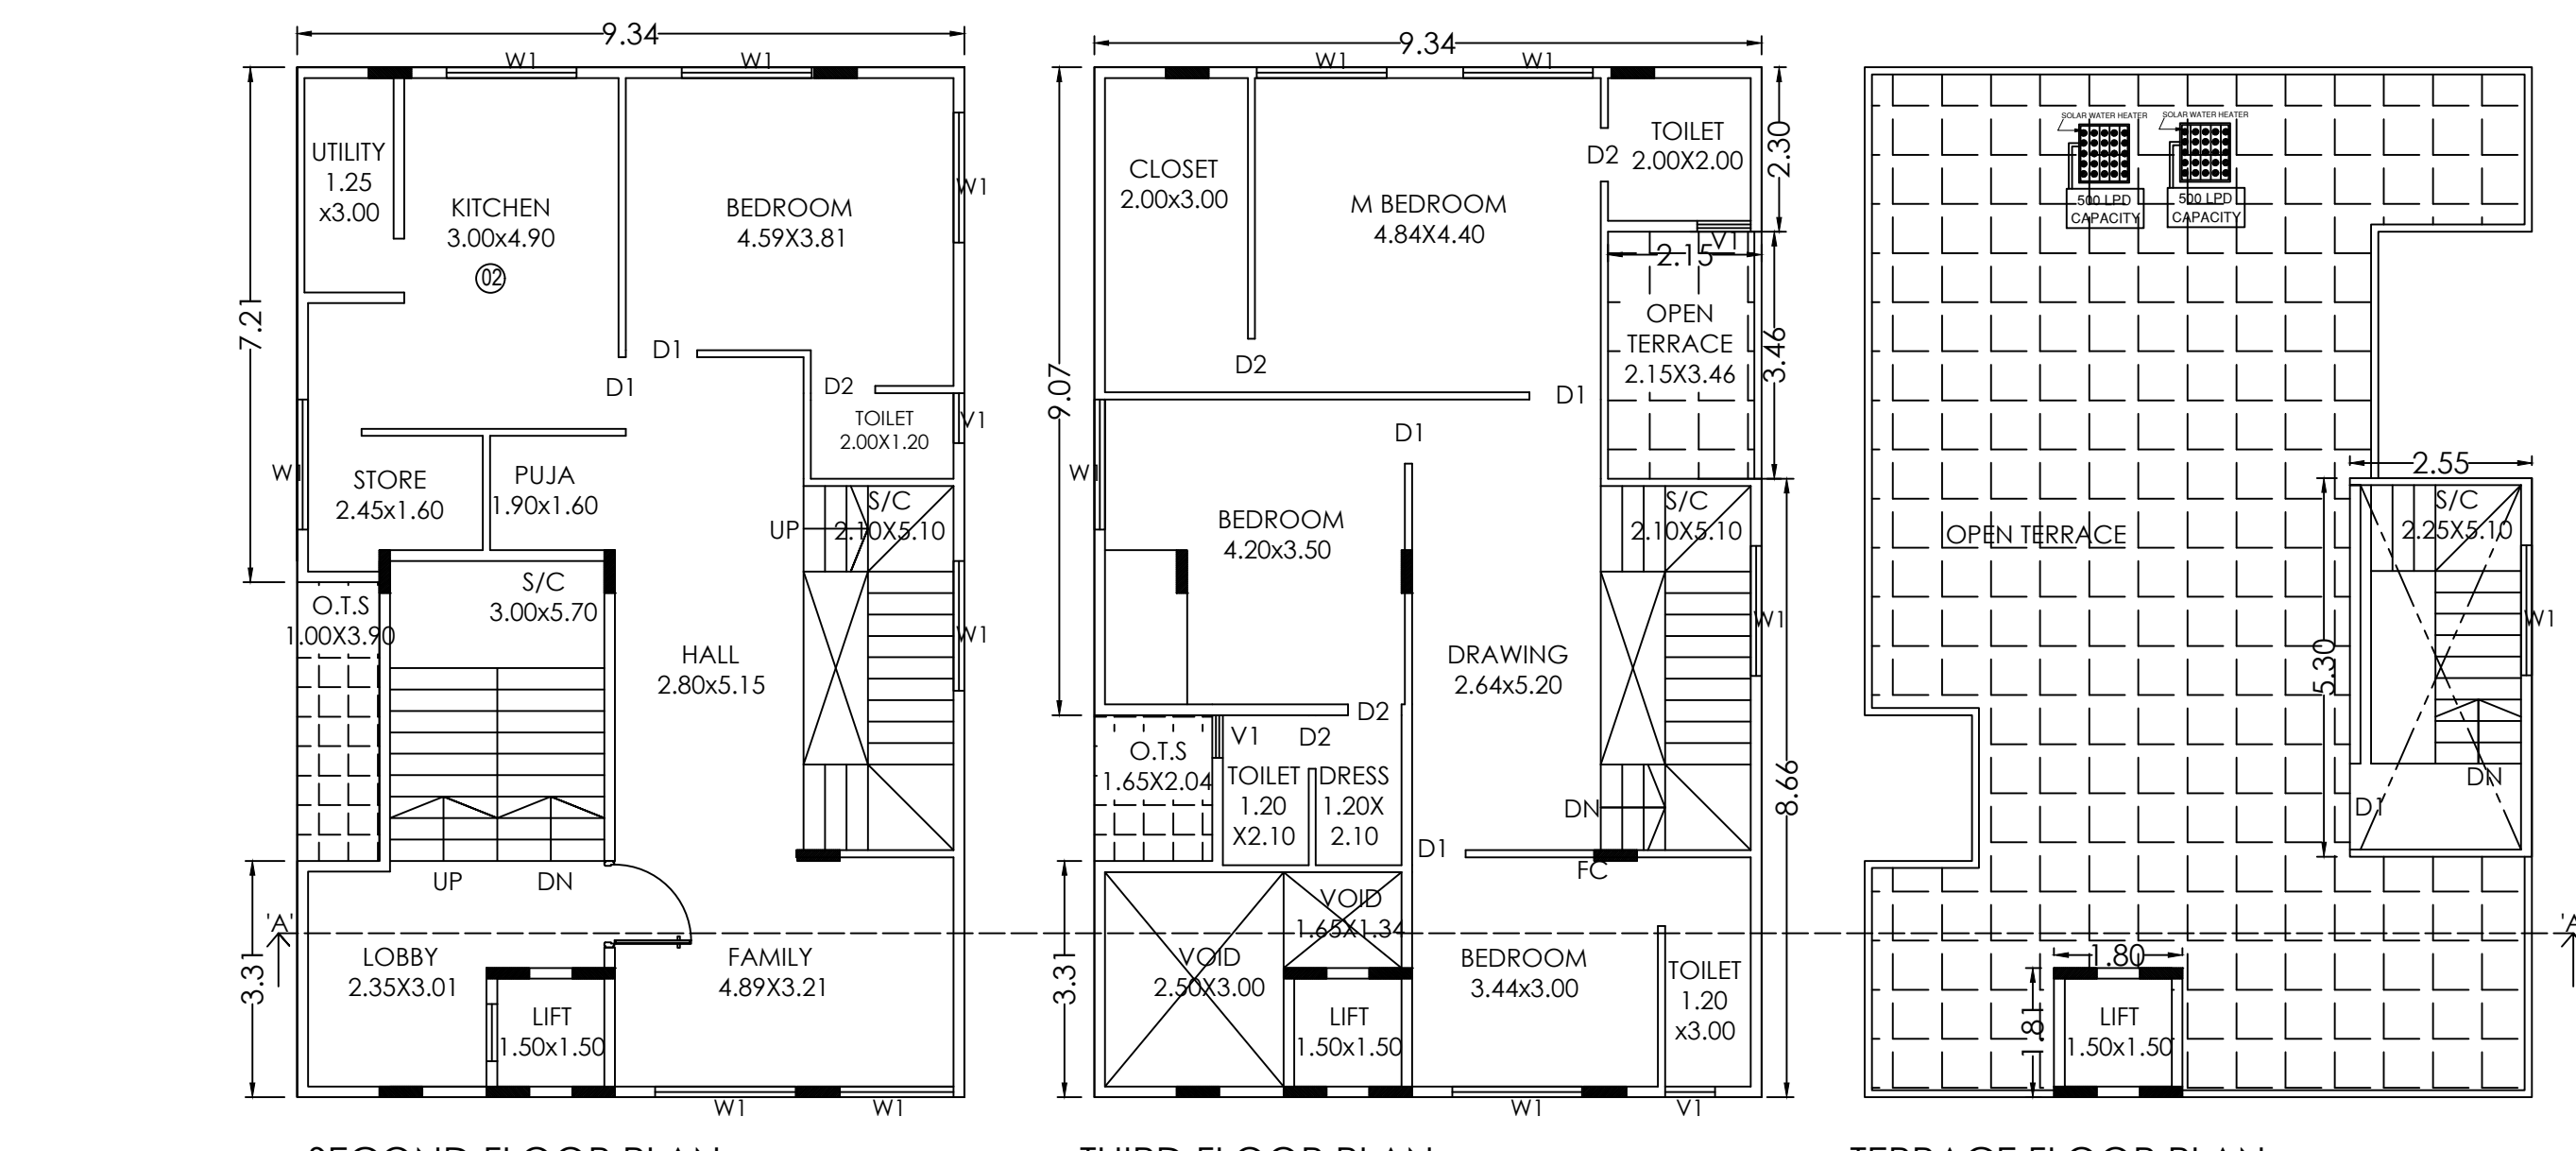 9.34
W1
W1
7.21
UTILITY
1.25
x3.00
KITCHEN
3.00x4.90
02
BEDROOM
4.59X3.81
W1
D1
D1
D2
TOILET
2.00X1.20
V1
W1
STORE
2.45x1.60
PUJA
1.90x1.60
UP
S/C
2.10X5.10
O.T.S
1.00X3.90
S/C
3.00x5.70
HALL
2.80x5.15
W1
UP
DN
'A'
3.31
LOBBY
2.35X3.01
FAMILY
4.89X3.21
LIFT
1.50x1.50
W1
W1
SECOND FLOOR PLAN
9.34
W1
W1
9.07
CLOSET
2.00x3.00
M BEDROOM
4.84X4.40
D2
TOILET
2.00X2.00
2.30
V1
2.15
OPEN
TERRACE
2.15X3.46
3.46
D2
D1
D1
W1
BEDROOM
4.20x3.50
S/C
2.10X5.10
W1
DRAWING
2.64x5.20
D2
V1
D2
O.T.S
1.65X2.04
TOILET
1.20
X2.10
DRESS
1.20X
2.10
DN
8.66
D1
FC
3.31
VOID
1.65X1.34
VOID
2.50X3.00
BEDROOM
3.44x3.00
TOILET
1.20
x3.00
LIFT
1.50x1.50
W1
V1
THIRD FLOOR PLAN
SOLAR WATER HEATER
SOLAR WATER HEATER
500 LPD
CAPACITY
500 LPD
CAPACITY
2.55
OPEN TERRACE
S/C
2.25X5.10
W1
5.30
DN
D1
'A
1.80
1.81
LIFT
1.50x1.50
TERRACE FLOOR PLAN